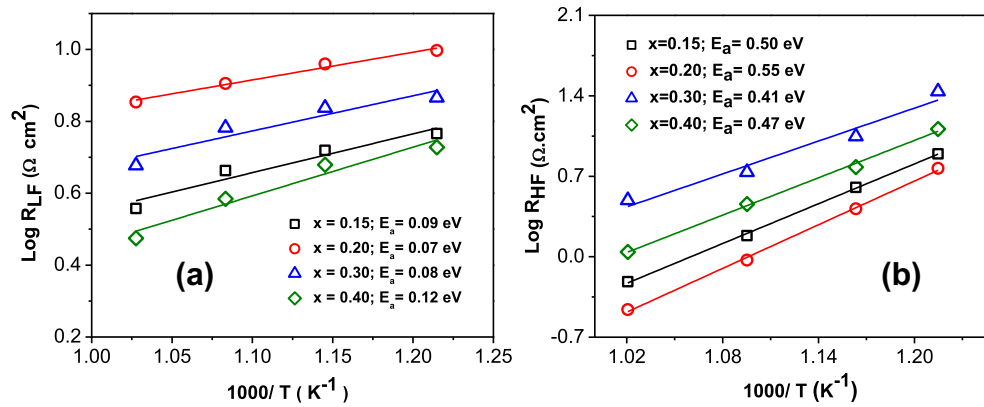 Log R_LF (Ω cm²)
1.0
0.8
0.6
0.4
0.2
(a)
x = 0.15; E_a= 0.09 eV
x = 0.20; E_a= 0.07 eV
x = 0.30; E_a= 0.08 eV
x = 0.40; E_a= 0.12 eV
1.00 1.05 1.10 1.15 1.20 1.25
1000/ T ( K⁻¹)
Log R_HF (Ω.cm²)
2.1
1.4
0.7
0.0
-0.7
x=0.15; E_a= 0.50 eV
x=0.20; E_a= 0.55 eV
x=0.30; E_a= 0.41 eV
x=0.40; E_a= 0.47 eV
(b)
1.02 1.08 1.14 1.20
1000/ T (K⁻¹)